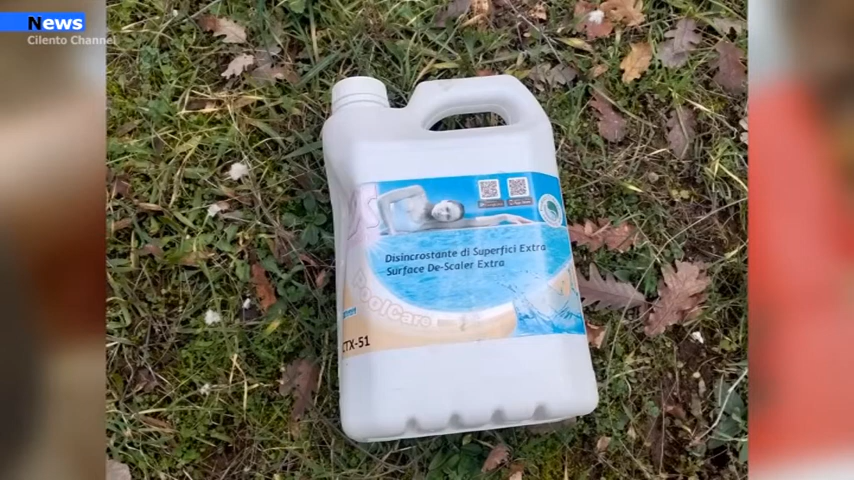 News
Cilento Channel
Disincrostante di Superfici Extra
Surface De-Scaler Extra
PoolCare
CTX-51